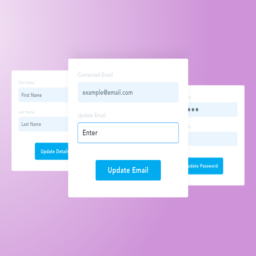 First Name
First Name
Last Name
Last Name
Update Detail
Connected Email
example@email.com
Update Email
Enter
Update Email
Update Password